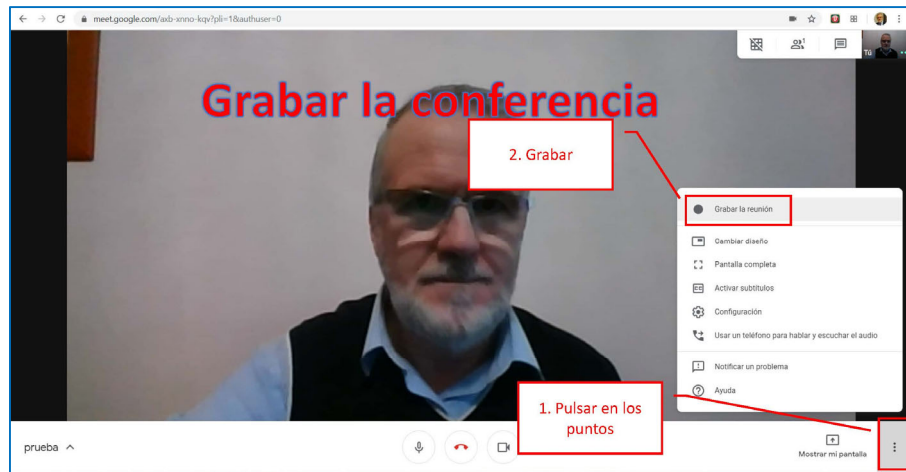 meet.google.com/axb-xnno-kqv?pli=1&authuser=0
1
Tú
Grabar la conferencia
2. Grabar
Grabar la reunión
Cambiar diseño
Pantalla completa
CC Activar subtítulos
Configuración
Usar un teléfono para hablar y escuchar el audio
Notificar un problema
Ayuda
1. Pulsar en los
puntos
prueba
Mostrar mi pantalla